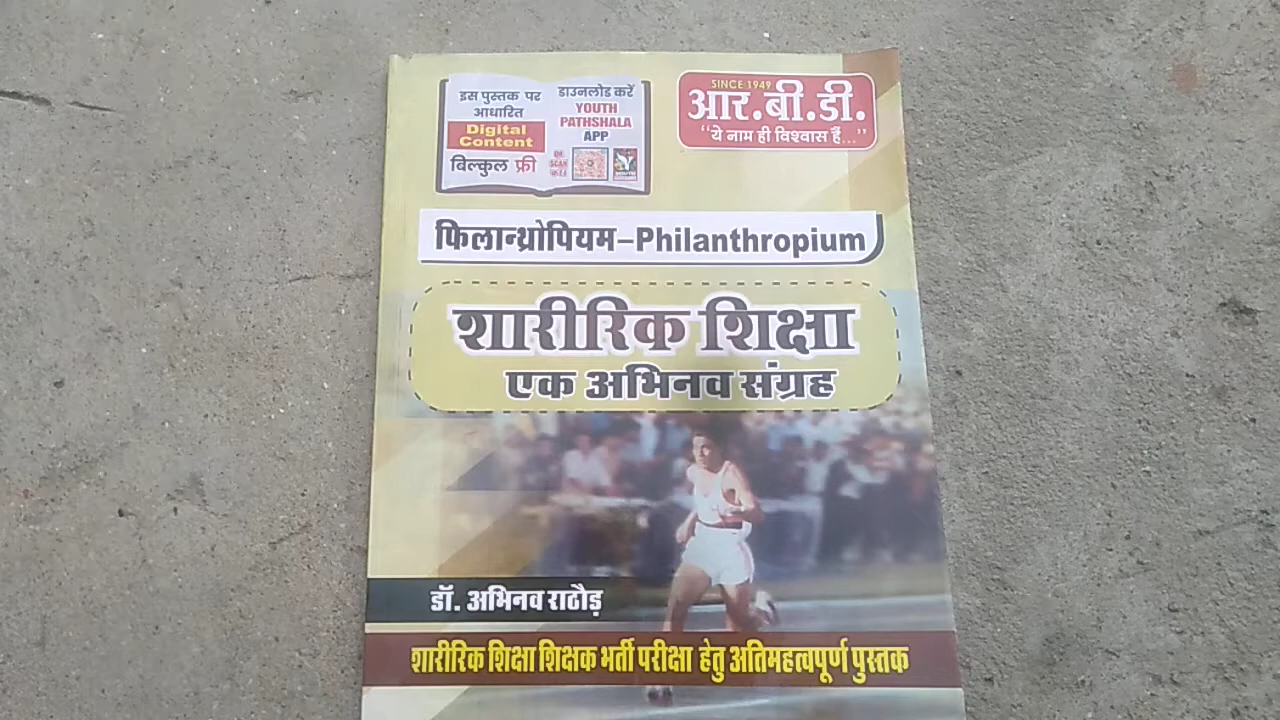 इस पुस्तक पर
आधारित
Digital
Content
बिल्कुल फ्री
डाउनलोड करें
YOUTH
PATHSHALA
APP
SINCE 1949
आर.बी.डी.
“ये नाम ही विश्वास हैं...”
फिलान्थ्रोपियम–Philanthropium
शारीरिक शिक्षा
एक अभिनव संग्रह
डॉ. अभिनव राठौड़
शारीरिक शिक्षा शिक्षक भर्ती परीक्षा हेतु अतिमहत्वपूर्ण पुस्तक